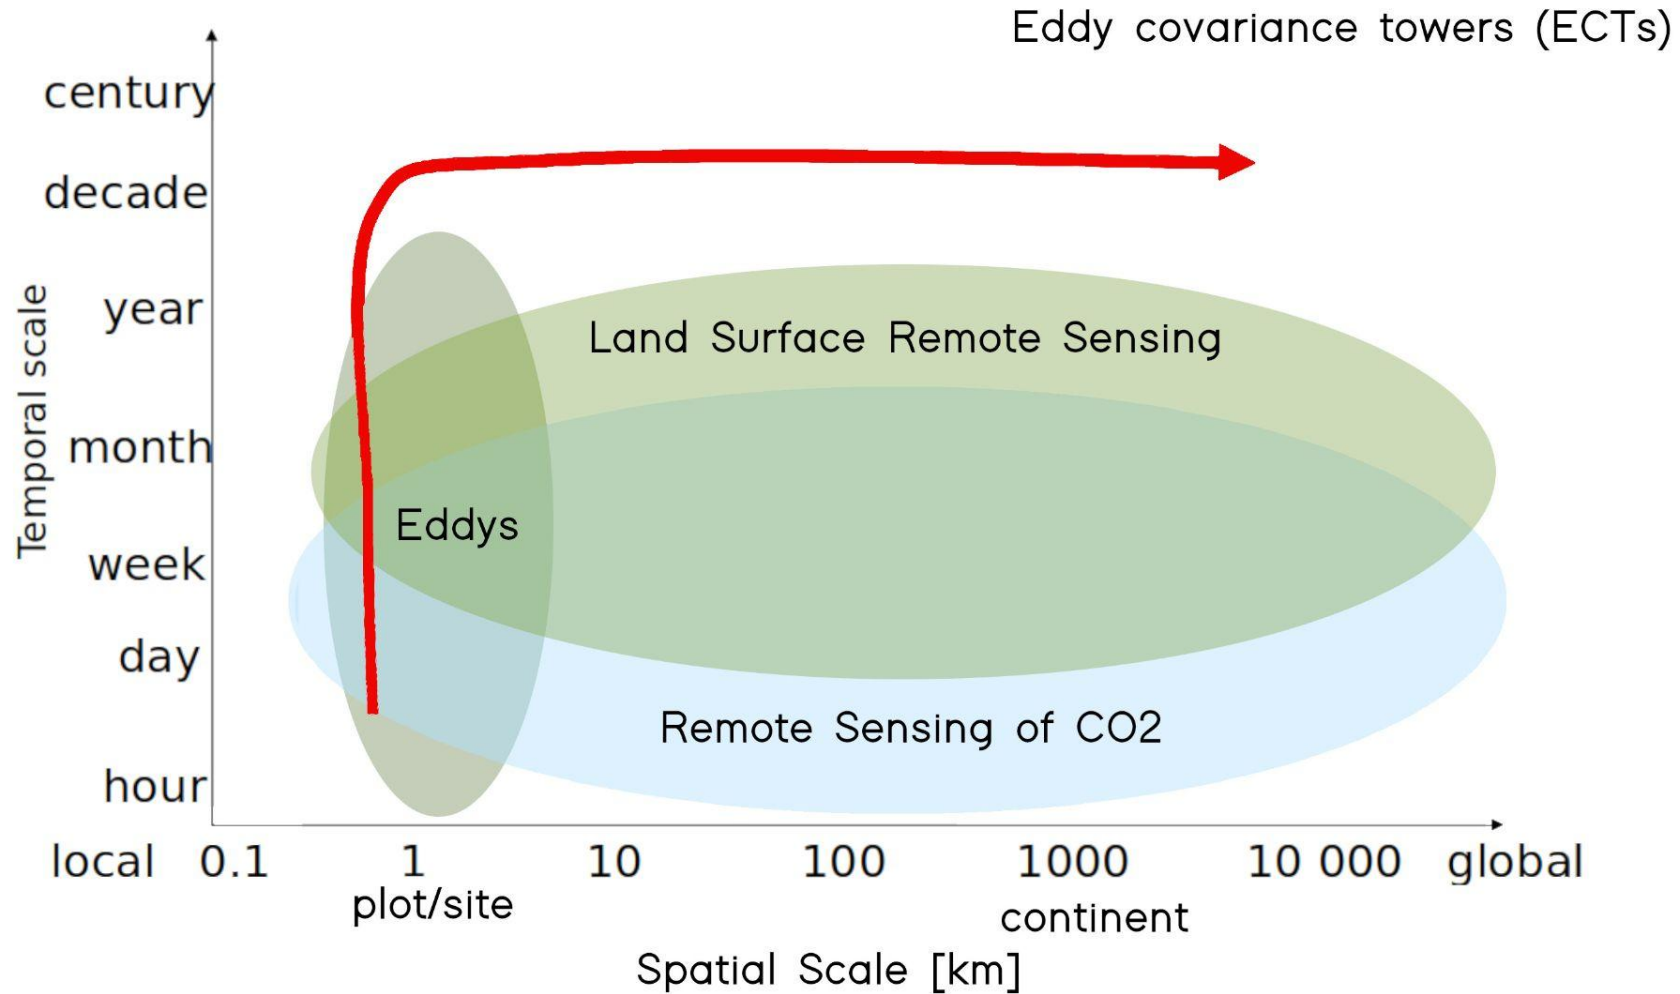 Eddy covariance towers (ECTs)
century
decade
year
month
week
day
hour
Temporal scale
Land Surface Remote Sensing
Eddys
Remote Sensing of CO2
local 0.1 1 10 100 1000 10 000 global
plot/site continent
Spatial Scale [km]